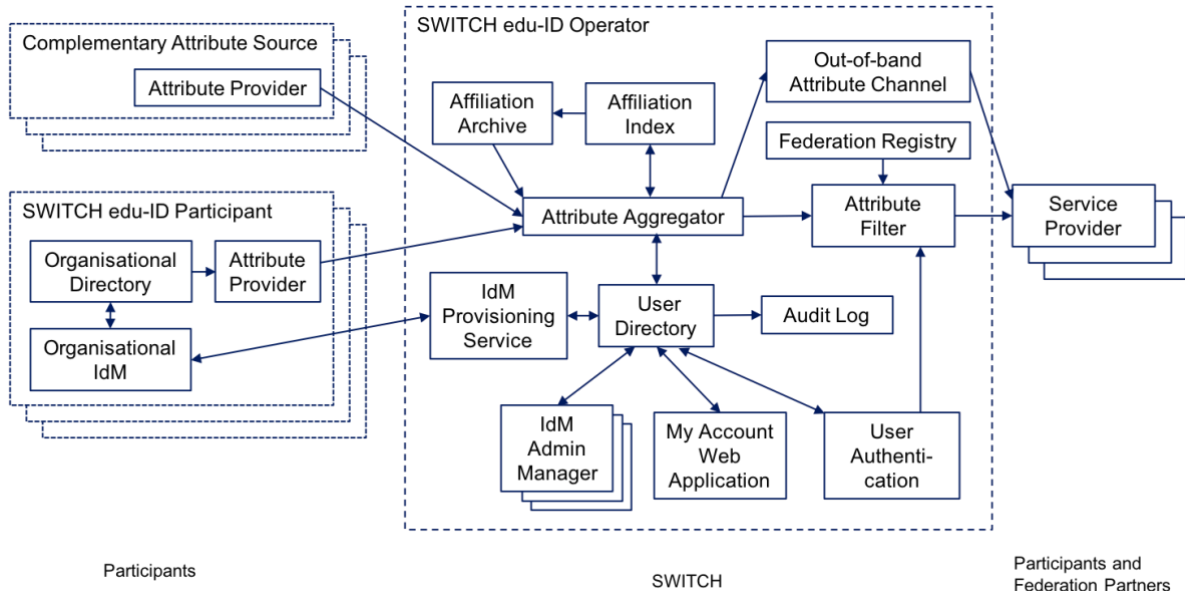 Complementary Attribute Source
Attribute Provider
SWITCH edu-ID Participant
Organisational
Directory
Attribute
Provider
Organisational
IdM
SWITCH edu-ID Operator
Affiliation
Archive
Affiliation
Index
Out-of-band
Attribute Channel
Federation Registry
Attribute Aggregator
Attribute
Filter
Service
Provider
IdM
Provisioning
Service
User
Directory
Audit Log
IdM
Admin
Manager
My Account
Web
Application
User
Authenti-
cation
Participants
SWITCH
Participants and
Federation Partners